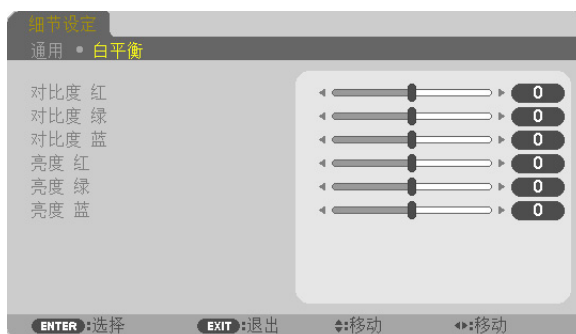 细节设定
通用 • 白平衡
对比度 红 0
对比度 绿 0
对比度 蓝 0
亮度 红 0
亮度 绿 0
亮度 蓝 0
ENTER :选择 EXIT :退出 :移动 :移动